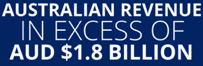 AUSTRALIAN REVENUE
IN EXCESS OF
AUD $1.8 BILLION